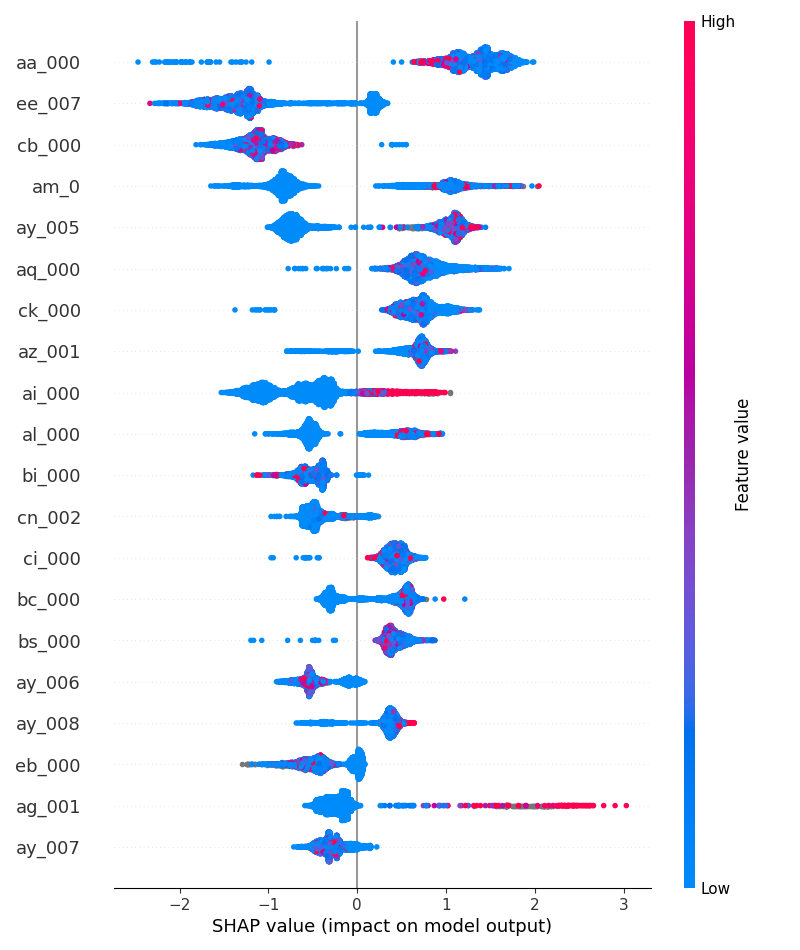 High
aa_000
ee_007
cb_000
am_0
ay_005
aq_000
ck_000
az_001
ai_000
al_000
bi_000
cn_002
ci_000
bc_000
bs_000
ay_006
ay_008
eb_000
ag_001
ay_007
Feature value
Low
−2 −1 0 1 2 3
SHAP value (impact on model output)